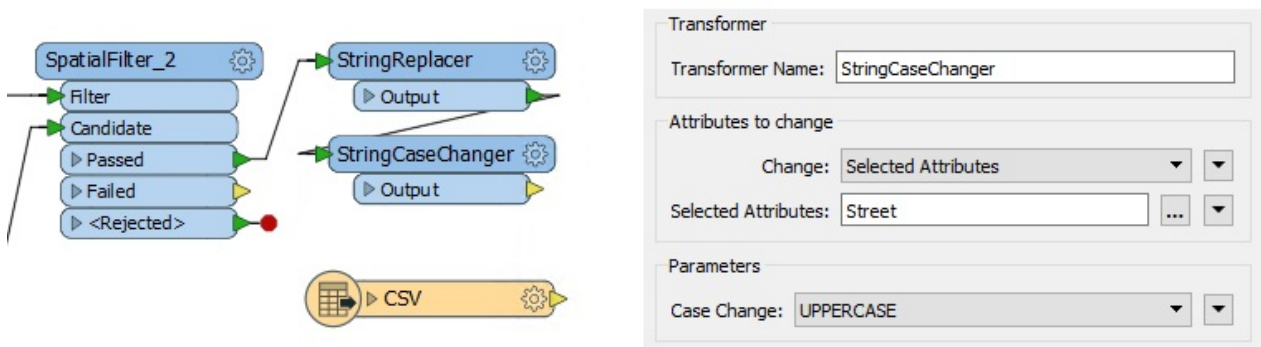 SpatialFilter_2
Filter
Candidate
Passed
Failed
<Rejected>
StringReplacer
Output
StringCaseChanger
Output
CSV
Transformer
Transformer Name: StringCaseChanger
Attributes to change
Change: Selected Attributes
Selected Attributes: Street ...
Parameters
Case Change: UPPERCASE